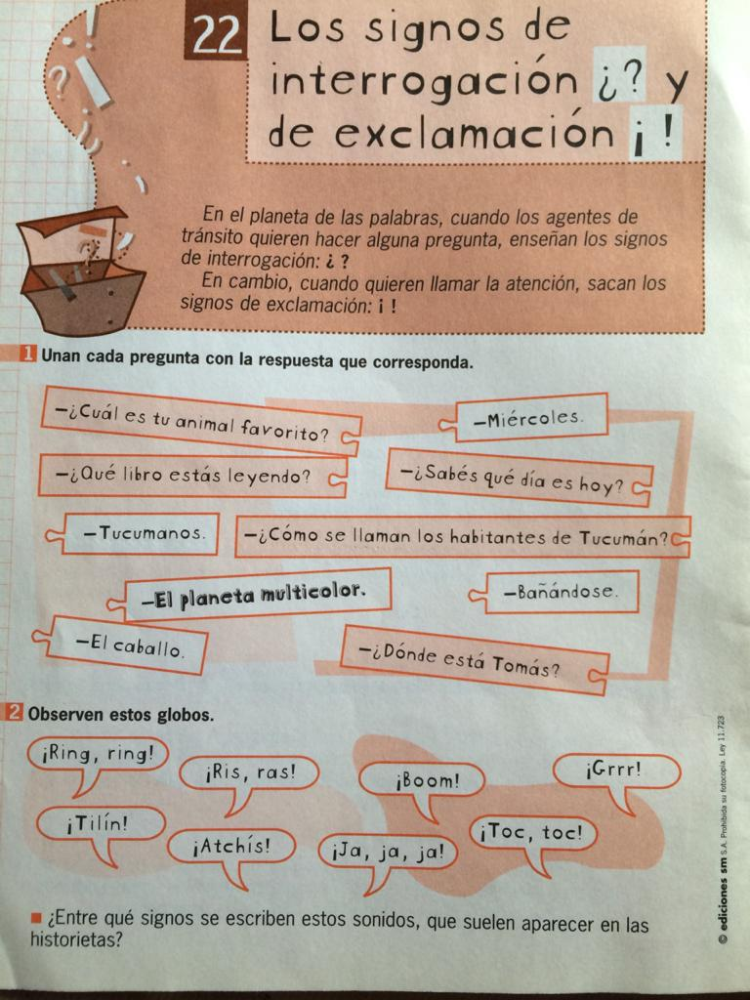 22
Los signos de
interrogación ¿? y
de exclamación ¡!
En el planeta de las palabras, cuando los agentes de
tránsito quieren hacer alguna pregunta, enseñan los signos
de interrogación: ¿ ?
En cambio, cuando quieren llamar la atención, sacan los
signos de exclamación: ¡ !
1 Unan cada pregunta con la respuesta que corresponda.
–¿Cuál es tu animal favorito?
–Miércoles.
–¿Qué libro estás leyendo?
–¿Sabés qué día es hoy?
–Tucumanos.
–¿Cómo se llaman los habitantes de Tucumán?
–El planeta multicolor.
–Bañándose.
–El caballo.
–¿Dónde está Tomás?
2 Observen estos globos.
¡Ring, ring!
¡Ris, ras!
¡Boom!
¡Grrr!
¡Tilín!
¡Atchís!
¡Ja, ja, ja!
¡Toc, toc!
■ ¿Entre qué signos se escriben estos sonidos, que suelen aparecer en las
historietas?
© ediciones sm S.A. Prohibida su fotocopia. Ley 11.723